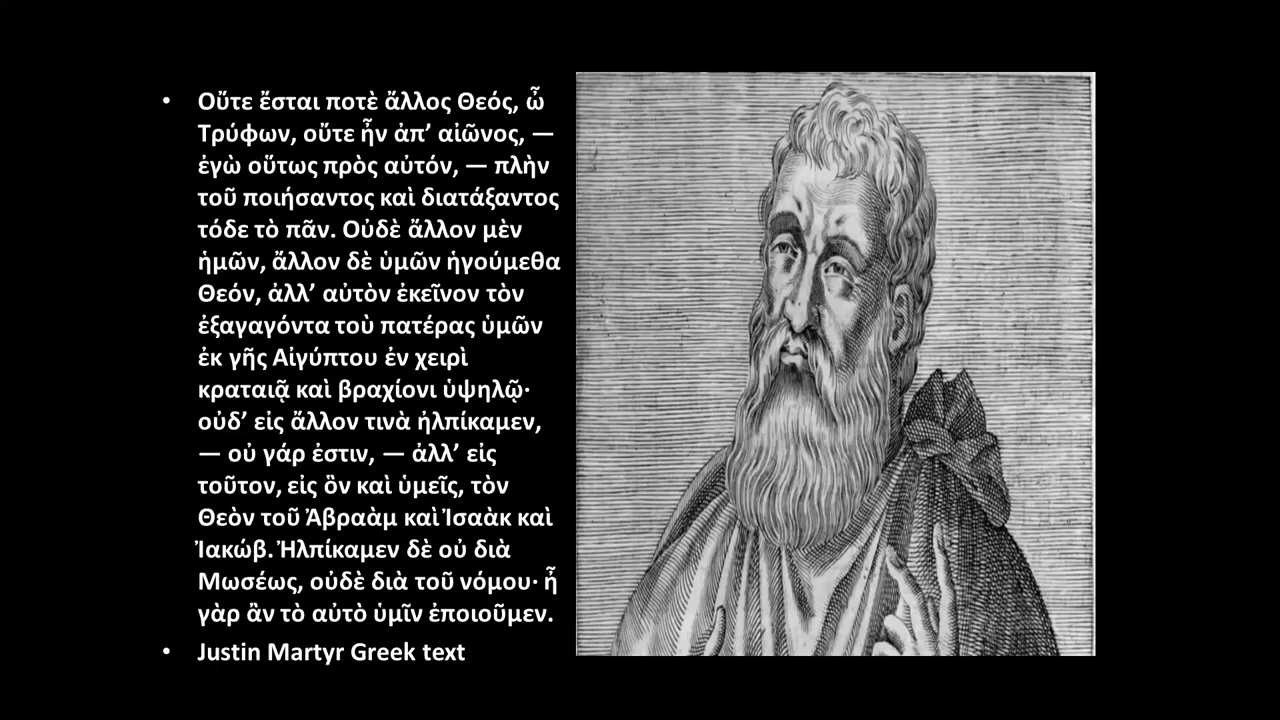 • Οὔτε ἔσται ποτὲ ἄλλος Θεός, ὦ
Τρύφων, οὔτε ἦν ἀπ’ αἰῶνος, —
ἐγὼ οὕτως πρὸς αὐτόν, — πλὴν
τοῦ ποιήσαντος καὶ διατάξαντος
τόδε τὸ πᾶν. Οὐδὲ ἄλλον μὲν
ἡμῶν, ἄλλον δὲ ὑμῶν ἡγούμεθα
Θεόν, ἀλλ’ αὐτὸν ἐκεῖνον τὸν
ἐξαγαγόντα τοὺ πατέρας ὑμῶν
ἐκ γῆς Αἰγύπτου ἐν χειρὶ
κραταιᾷ καὶ βραχίονι ὑψηλῷ·
οὐδ’ εἰς ἄλλον τινὰ ἠλπίκαμεν,
— οὐ γάρ ἐστιν, — ἀλλ’ εἰς
τοῦτον, εἰς ὃν καὶ ὑμεῖς, τὸν
Θεὸν τοῦ Ἀβραὰμ καὶ Ἰσαὰκ καὶ
Ἰακώβ. Ἠλπίκαμεν δὲ οὐ διὰ
Μωσέως, οὐδὲ διὰ τοῦ νόμου· ἦ
γὰρ ἂν τὸ αὐτὸ ὑμῖν ἐποιοῦμεν.
• Justin Martyr Greek text